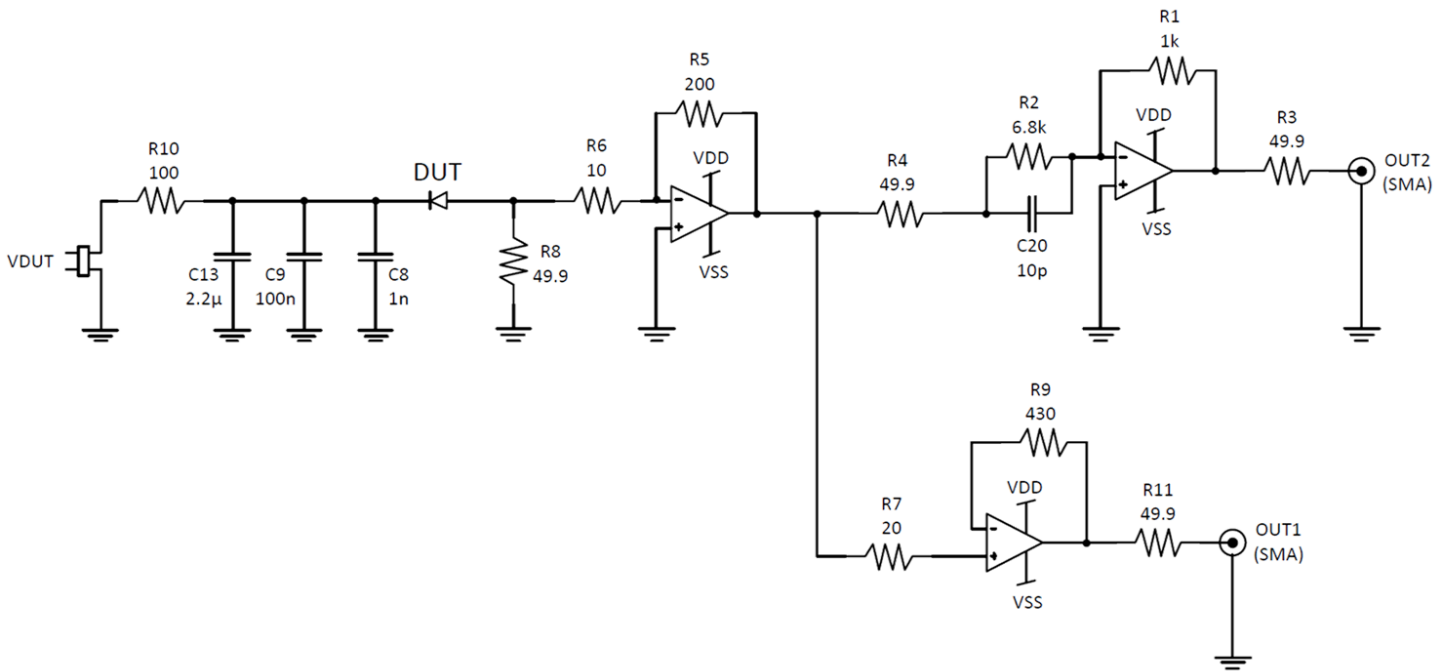 R10
100
VDUT
C13
2.2μ
C9
100n
C8
1n
DUT
R8
49.9
R6
10
R5
200
VDD
-
+
VSS
R4
49.9
R2
6.8k
C20
10p
R1
1k
VDD
-
+
VSS
R3
49.9
OUT2
(SMA)
R7
20
R9
430
VDD
-
+
VSS
R11
49.9
OUT1
(SMA)